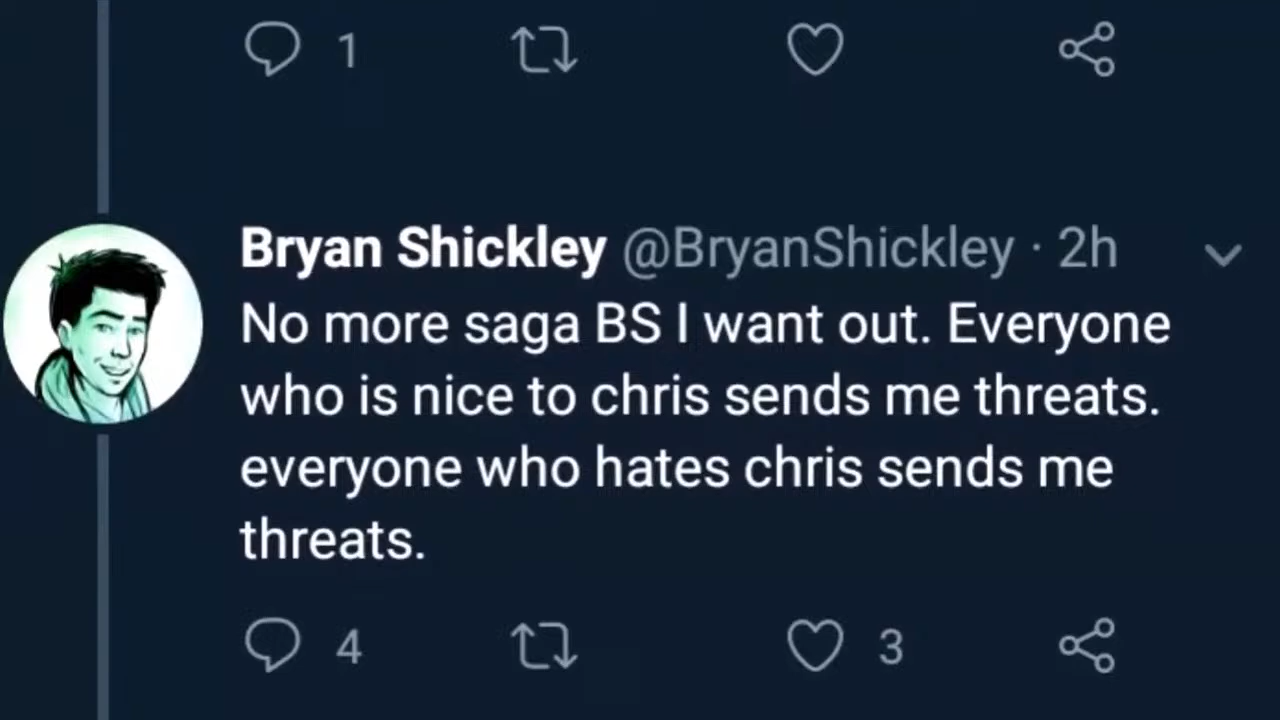 1
Bryan Shickley @BryanShickley · 2h
No more saga BS I want out. Everyone
who is nice to chris sends me threats.
everyone who hates chris sends me
threats.
4 3